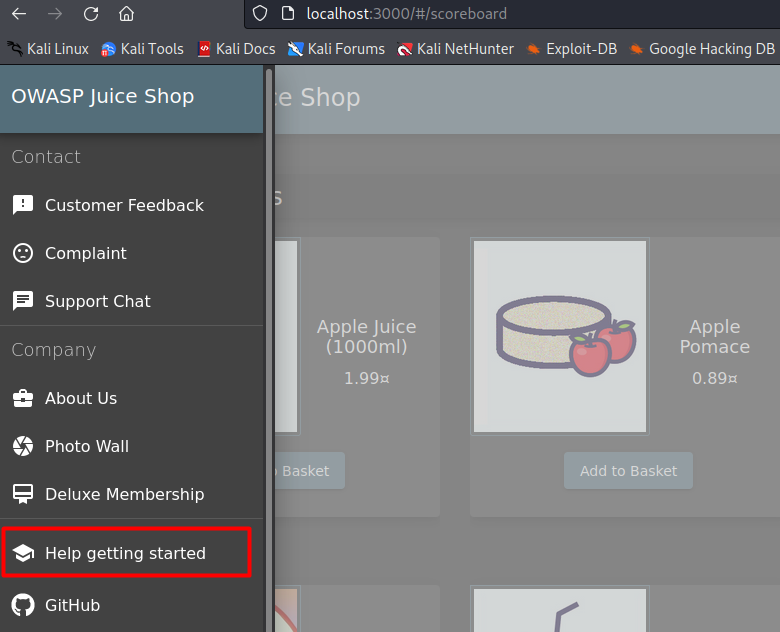 localhost:3000/#/scoreboard
Kali Linux Kali Tools Kali Docs Kali Forums Kali NetHunter Exploit-DB Google Hacking DB
OWASP Juice Shop
ce Shop
Contact
s
Customer Feedback
Complaint
Support Chat
Company
About Us
Photo Wall
Deluxe Membership
Help getting started
GitHub
Apple Juice
(1000ml)
1.99¤
Basket
Apple
Pomace
0.89¤
Add to Basket